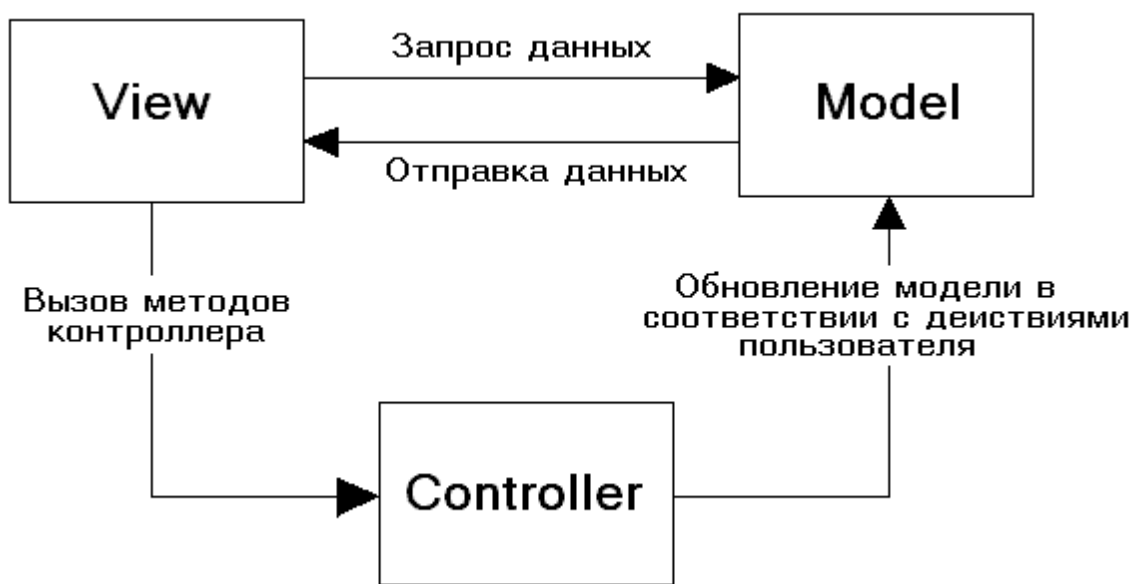 Запрос данных
View
Model
Отправка данных
Вызов методов
контроллера
Обновление модели в
соответствии с деиствиями
пользователя
Controller